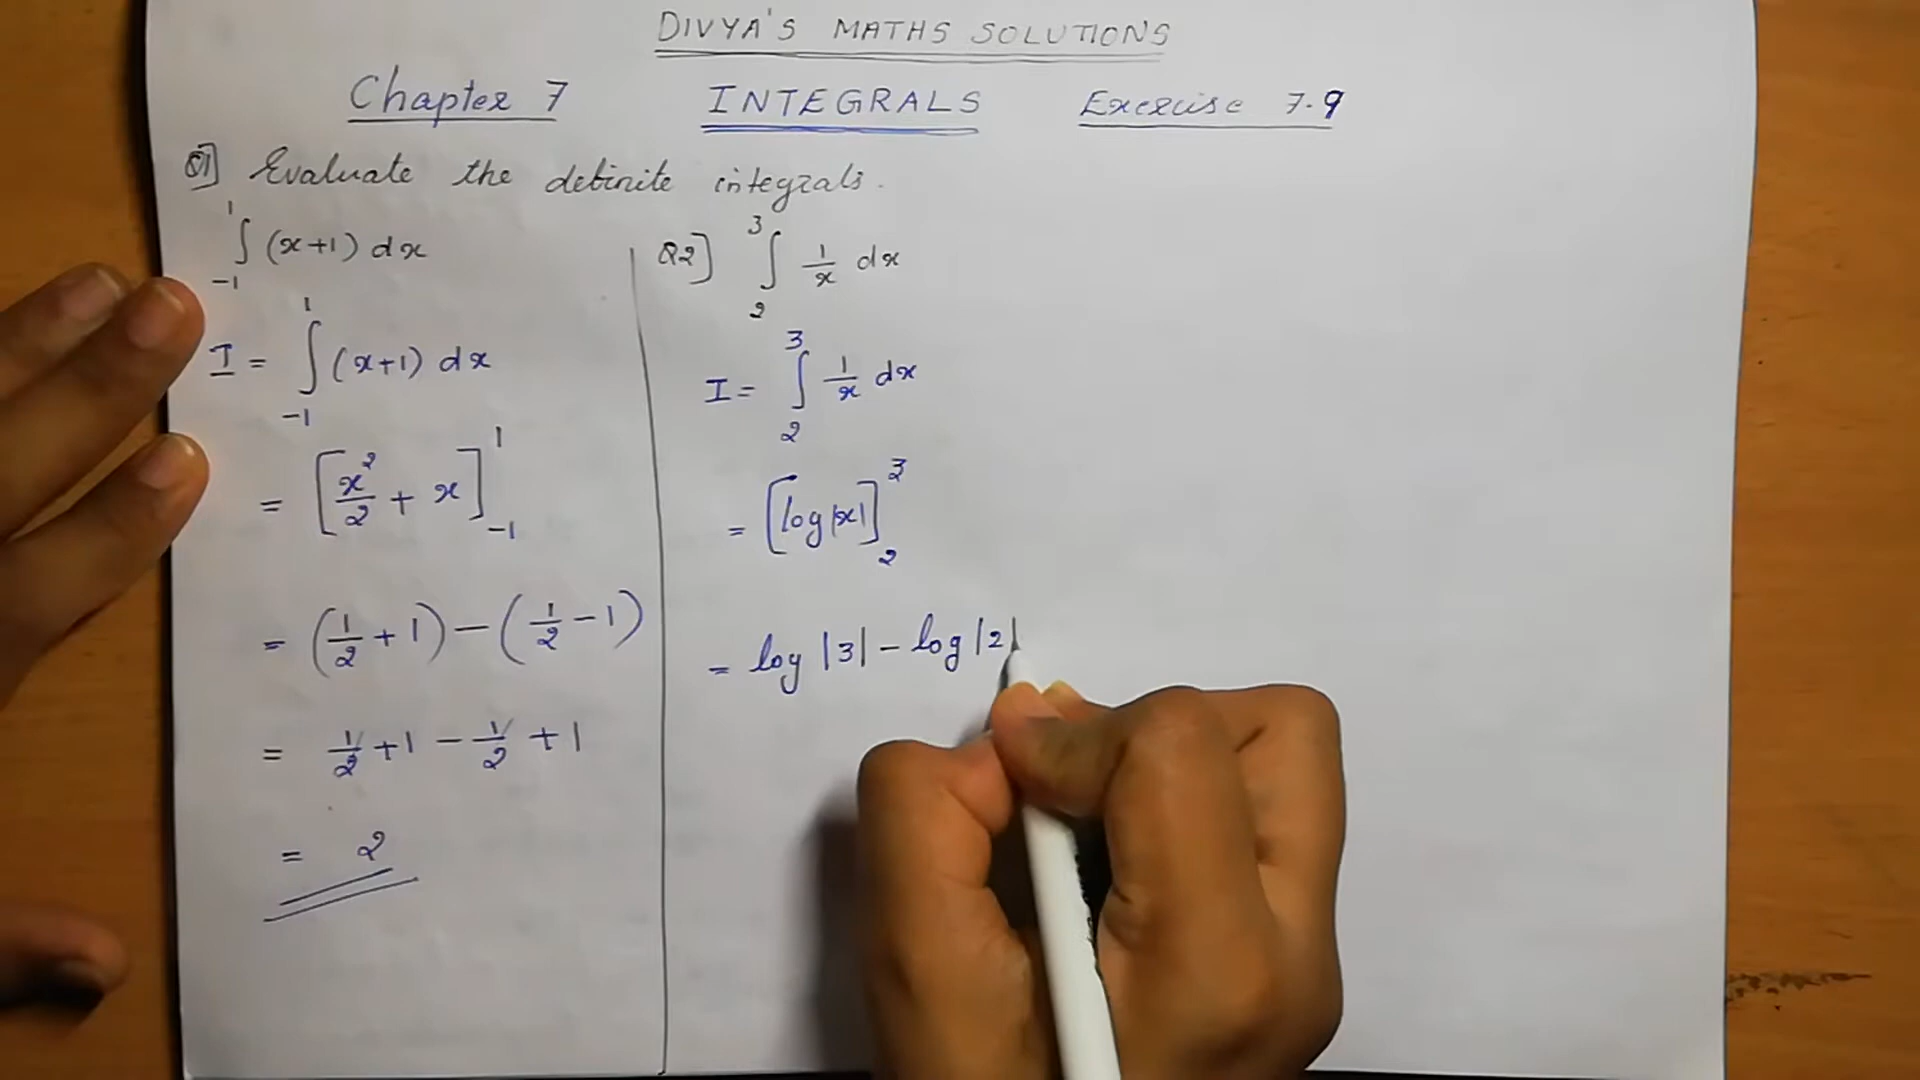 DIVYA'S MATHS SOLUTIONS
Chapter 7 INTEGRALS Exercise 7.9
Q1] Evaluate the definite integrals.
∫_{-1}^{1} (x+1) dx
I = ∫_{-1}^{1} (x+1) dx
= [x²/2 + x]_{-1}^{1}
= (1/2 + 1) − (1/2 − 1)
= 1/2 + 1 − 1/2 + 1
= 2
Q2] ∫_{2}^{3} 1/x dx
I = ∫_{2}^{3} 1/x dx
= [log|x|]_{2}^{3}
= log |3| − log |2|